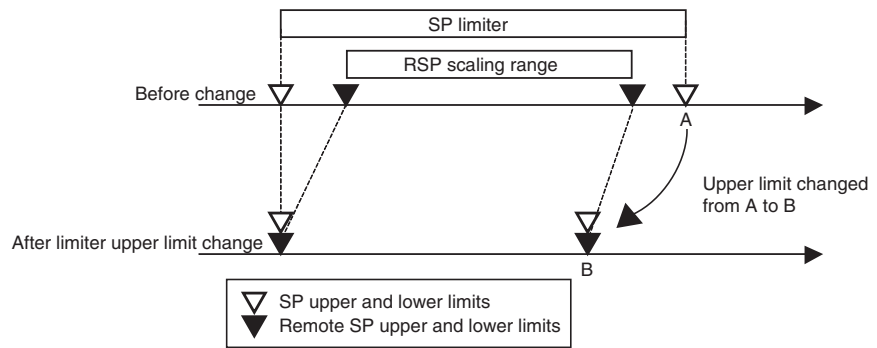 SP limiter
RSP scaling range
Before change
A
Upper limit changed
from A to B
After limiter upper limit change
B
SP upper and lower limits
Remote SP upper and lower limits